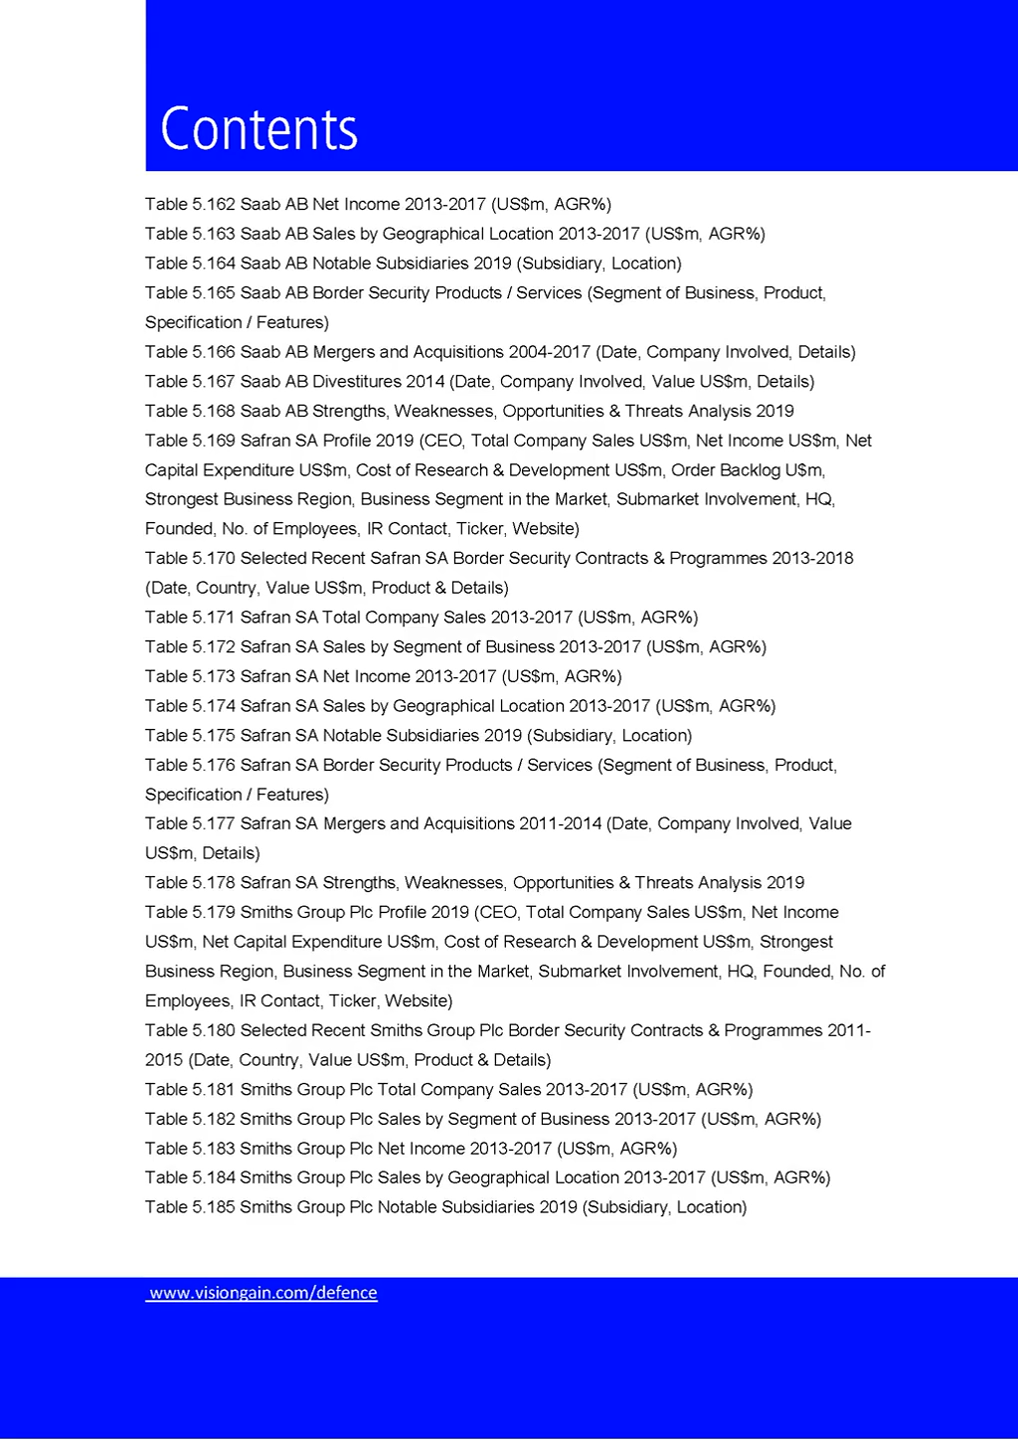 Contents
Table 5.162 Saab AB Net Income 2013-2017 (US$m, AGR%)
Table 5.163 Saab AB Sales by Geographical Location 2013-2017 (US$m, AGR%)
Table 5.164 Saab AB Notable Subsidiaries 2019 (Subsidiary, Location)
Table 5.165 Saab AB Border Security Products / Services (Segment of Business, Product,
Specification / Features)
Table 5.166 Saab AB Mergers and Acquisitions 2004-2017 (Date, Company Involved, Details)
Table 5.167 Saab AB Divestitures 2014 (Date, Company Involved, Value US$m, Details)
Table 5.168 Saab AB Strengths, Weaknesses, Opportunities & Threats Analysis 2019
Table 5.169 Safran SA Profile 2019 (CEO, Total Company Sales US$m, Net Income US$m, Net
Capital Expenditure US$m, Cost of Research & Development US$m, Order Backlog U$m,
Strongest Business Region, Business Segment in the Market, Submarket Involvement, HQ,
Founded, No. of Employees, IR Contact, Ticker, Website)
Table 5.170 Selected Recent Safran SA Border Security Contracts & Programmes 2013-2018
(Date, Country, Value US$m, Product & Details)
Table 5.171 Safran SA Total Company Sales 2013-2017 (US$m, AGR%)
Table 5.172 Safran SA Sales by Segment of Business 2013-2017 (US$m, AGR%)
Table 5.173 Safran SA Net Income 2013-2017 (US$m, AGR%)
Table 5.174 Safran SA Sales by Geographical Location 2013-2017 (US$m, AGR%)
Table 5.175 Safran SA Notable Subsidiaries 2019 (Subsidiary, Location)
Table 5.176 Safran SA Border Security Products / Services (Segment of Business, Product,
Specification / Features)
Table 5.177 Safran SA Mergers and Acquisitions 2011-2014 (Date, Company Involved, Value
US$m, Details)
Table 5.178 Safran SA Strengths, Weaknesses, Opportunities & Threats Analysis 2019
Table 5.179 Smiths Group Plc Profile 2019 (CEO, Total Company Sales US$m, Net Income
US$m, Net Capital Expenditure US$m, Cost of Research & Development US$m, Strongest
Business Region, Business Segment in the Market, Submarket Involvement, HQ, Founded, No. of
Employees, IR Contact, Ticker, Website)
Table 5.180 Selected Recent Smiths Group Plc Border Security Contracts & Programmes 2011-
2015 (Date, Country, Value US$m, Product & Details)
Table 5.181 Smiths Group Plc Total Company Sales 2013-2017 (US$m, AGR%)
Table 5.182 Smiths Group Plc Sales by Segment of Business 2013-2017 (US$m, AGR%)
Table 5.183 Smiths Group Plc Net Income 2013-2017 (US$m, AGR%)
Table 5.184 Smiths Group Plc Sales by Geographical Location 2013-2017 (US$m, AGR%)
Table 5.185 Smiths Group Plc Notable Subsidiaries 2019 (Subsidiary, Location)
www.visiongain.com/defence